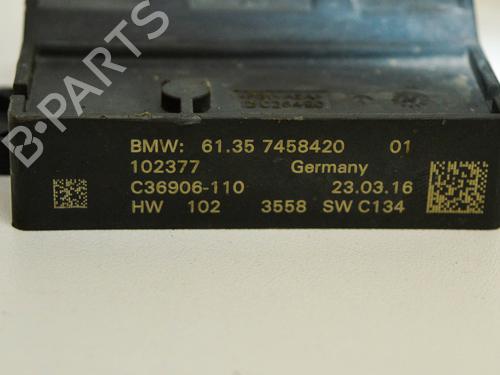 B-PARTS
BMW: 61.35 7458420 01
102377 Germany
C36906-110 23.03.16
HW 102 3558 SW C134